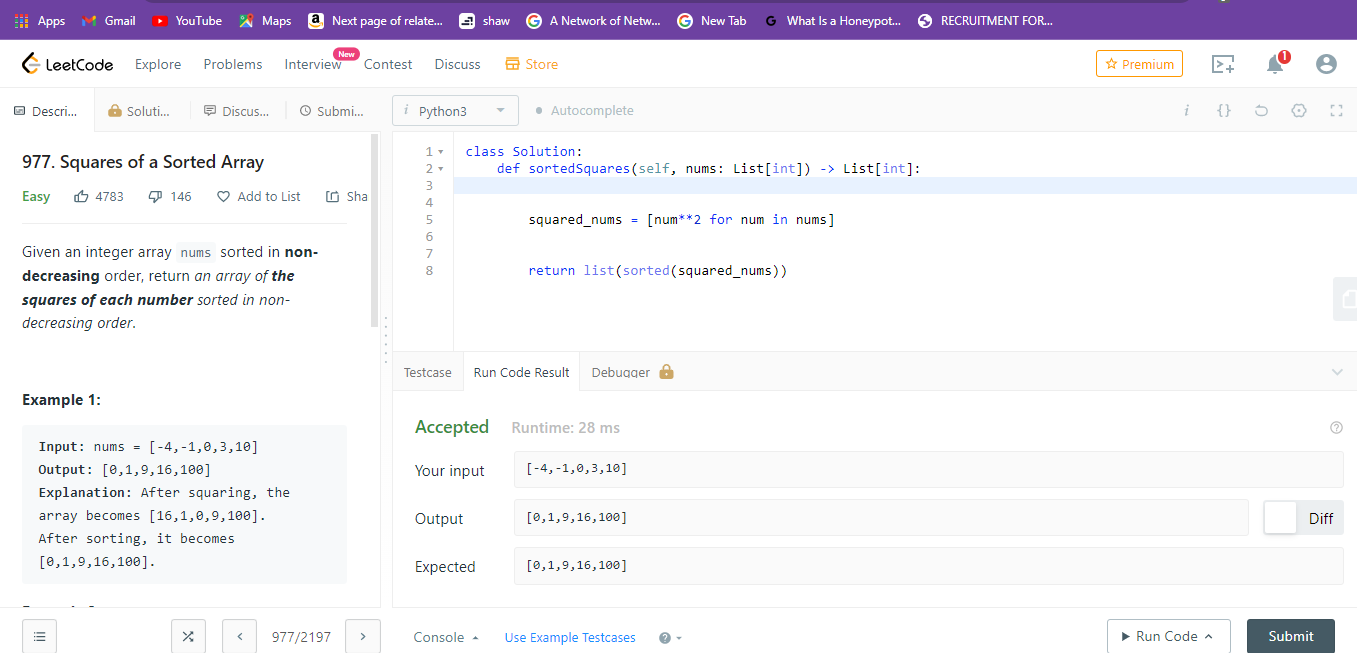 Apps Gmail YouTube Maps Next page of relate... shaw A Network of Netw... New Tab What Is a Honeypot... RECRUITMENT FOR...
LeetCode Explore Problems Interview New Contest Discuss Store Premium 1
Descri... Soluti... Discus... Submi...
i Python3 Autocomplete i {}
977. Squares of a Sorted Array
Easy 4783 146 Add to List Sha
Given an integer array nums sorted in non-
decreasing order, return an array of the
squares of each number sorted in non-
decreasing order.
Example 1:
Input: nums = [-4,-1,0,3,10]
Output: [0,1,9,16,100]
Explanation: After squaring, the
array becomes [16,1,0,9,100].
After sorting, it becomes
[0,1,9,16,100].
1 class Solution:
2 def sortedSquares(self, nums: List[int]) -> List[int]:
3
4
5 squared_nums = [num**2 for num in nums]
6
7
8 return list(sorted(squared_nums))
Testcase Run Code Result Debugger
Accepted Runtime: 28 ms
Your input [-4,-1,0,3,10]
Output [0,1,9,16,100] Diff
Expected [0,1,9,16,100]
977/2197
Console Use Example Testcases Run Code Submit